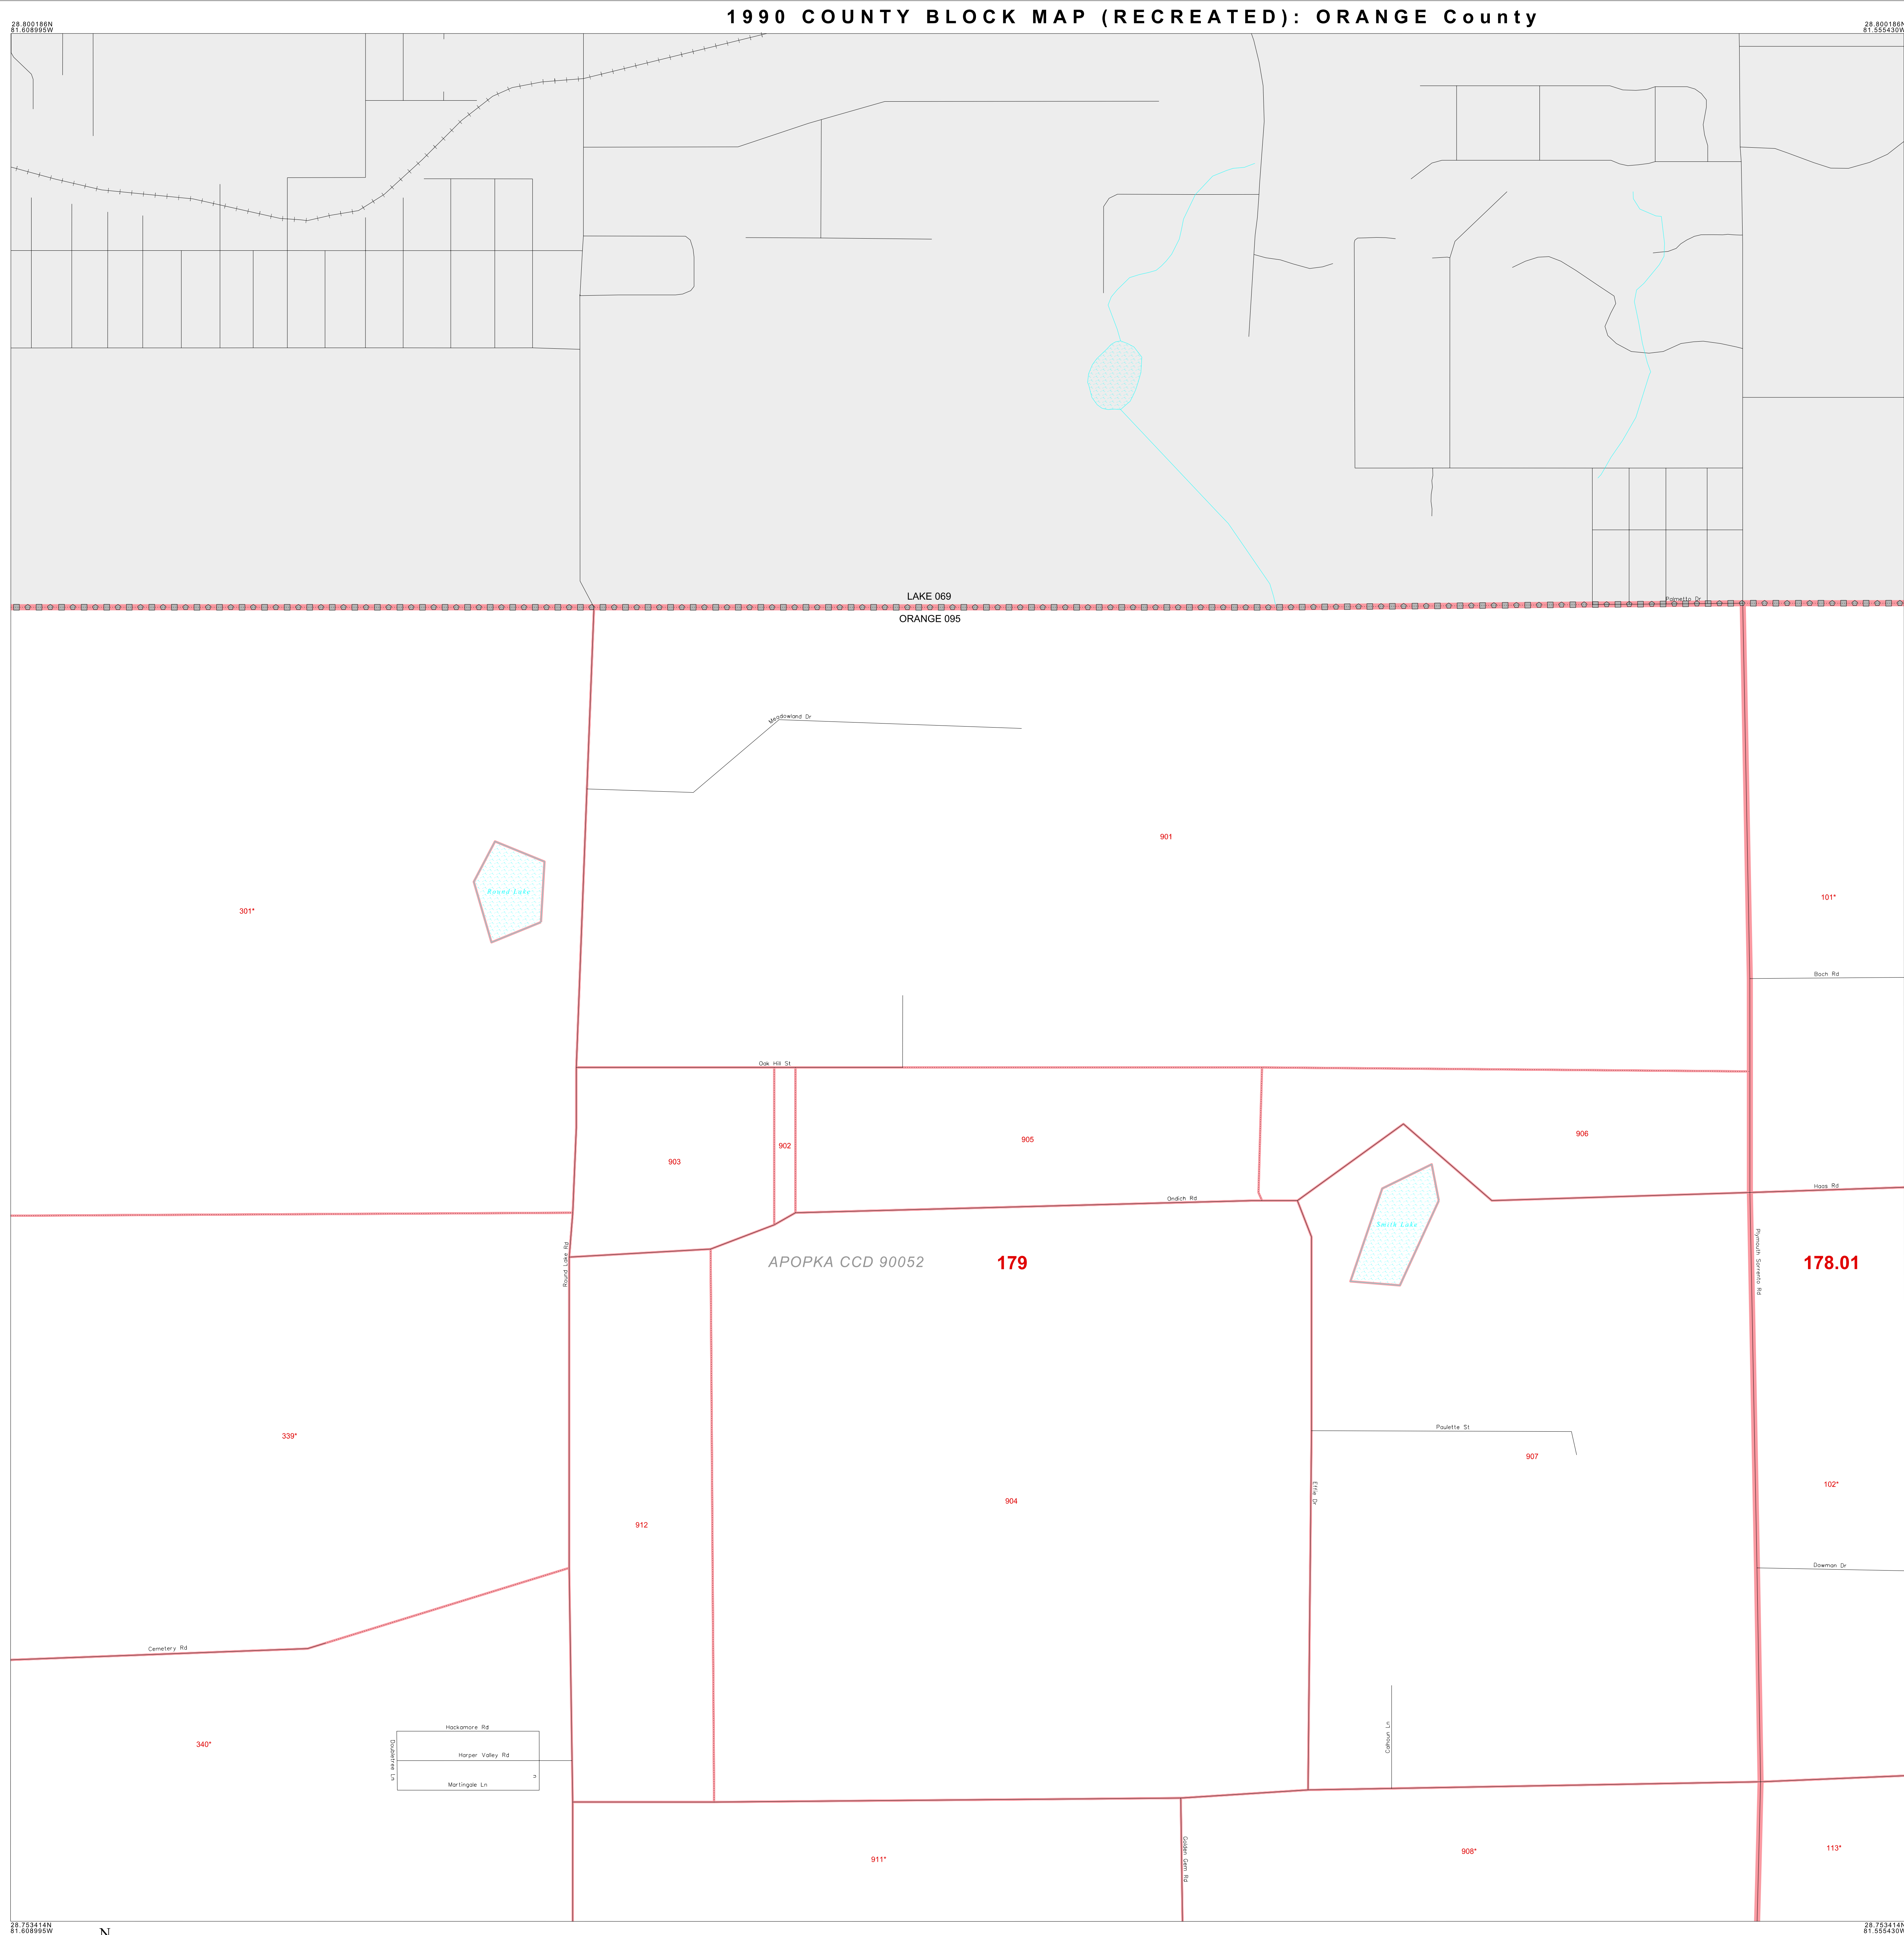 1990 COUNTY BLOCK MAP (RECREATED): ORANGE County
28.800186N
81.608995W
28.800186N
81.555430W
LAKE 069
Palmetto Dr
ORANGE 095
Meadowland Dr
901
Round Lake
301*
101*
Boch Rd
Oak Hill St
906
905
902
903
Haas Rd
Ondich Rd
Smith Lake
Round Lake Rd
APOPKA CCD 90052
179
Plymouth Sorrento Rd
178.01
Paulette St
339*
907
102*
Effie Dr
904
912
Dawman Dr
Cemetery Rd
Hackamore Rd
Calhoun Ln
340*
Doubletree Ln
Harper Valley Rd
Martingale Ln
Golden Gem Rd
113*
908*
911*
28.753414N
81.608995W
N
28.753414N
81.555430W